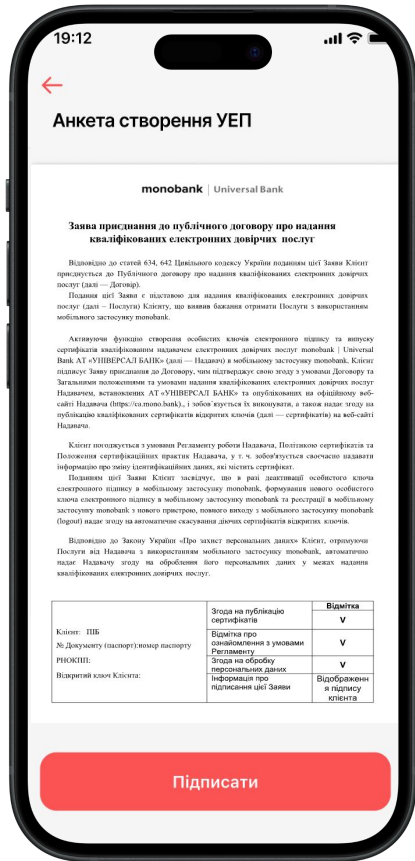 19:12
Анкета створення УЕП
monobank | Universal Bank
Заява приєднання до публічного договору про надання
кваліфікованих електронних довірчих послуг
Відповідно до статей 634, 642 Цивільного кодексу України поданням цієї Заяви Клієнт
приєднується до Публічного договору про надання кваліфікованих електронних довірчих
послуг (далі — Договір).
Подання цієї Заяви є підставою для надання кваліфікованих електронних довірчих
послуг (далі – Послуги) Клієнту, що виявив бажання отримати Послуги з використанням
мобільного застосунку monobank.
Активуючи функцію створення особистих ключів електронного підпису та випуску
сертифікатів кваліфікованим надавачем електронних довірчих послуг monobank | Universal
Bank АТ «УНІВЕРСАЛ БАНК» (далі — Надавач) в мобільному застосунку monobank, Клієнт
підписує Заяву приєднання до Договору, чим підтверджує свою згоду з умовами Договору та
Загальними положеннями та умовами надання кваліфікованих електронних довірчих послуг
Надавачем, встановлених АТ «УНІВЕРСАЛ БАНК» та опублікованих на офіційному веб-
сайті Надавача (https://ca.mono.bank)., і зобов'язується їх виконувати, а також надає згоду на
публікацію кваліфікованих сертифікатів відкритих ключів (далі — сертифікатів) на веб-сайті
Надавача.
Клієнт погоджується з умовами Регламенту роботи Надавача, Політикою сертифікатів та
Положення сертифікаційних практик Надавача, у т. ч. зобов'язується своєчасно надавати
інформацію про зміну ідентифікаційних даних, які містить сертифікат.
Поданням цієї Заяви Клієнт засвідчує, що в разі деактивації особистого ключа
електронного підпису в мобільному застосунку monobank, формування нового особистого
ключа електронного підпису в мобільному застосунку monobank та реєстрації в мобільному
застосунку monobank з нового пристрою, повного виходу з мобільного застосунку monobank
(logout) надає згоду на автоматичне скасування діючих сертифікатів відкритих ключів.
Відповідно до Закону України «Про захист персональних даних» Клієнт, отримуючи
Послуги від Надавача з використанням мобільного застосунку monobank, автоматично
надає Надавачу згоду на оброблення його персональних даних у межах надання
кваліфікованих електронних довірчих послуг.
Клієнт: ПІБ
№ Документу (паспорт):номер паспорту
РНОКПП:
Відкритий ключ Клієнта:
Відмітка
Згода на публікацію
сертифікатів
V
Відмітка про
ознайомлення з умовами
Регламенту
V
Згода на обробку
персональних даних
V
Інформація про
підписання цієї Заяви
Відображенн
я підпису
клієнта
Підписати